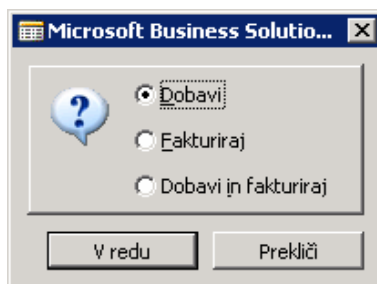 Microsoft Business Solutio...
Dobavi
Fakturiraj
Dobavi in fakturiraj
V redu
Prekliči